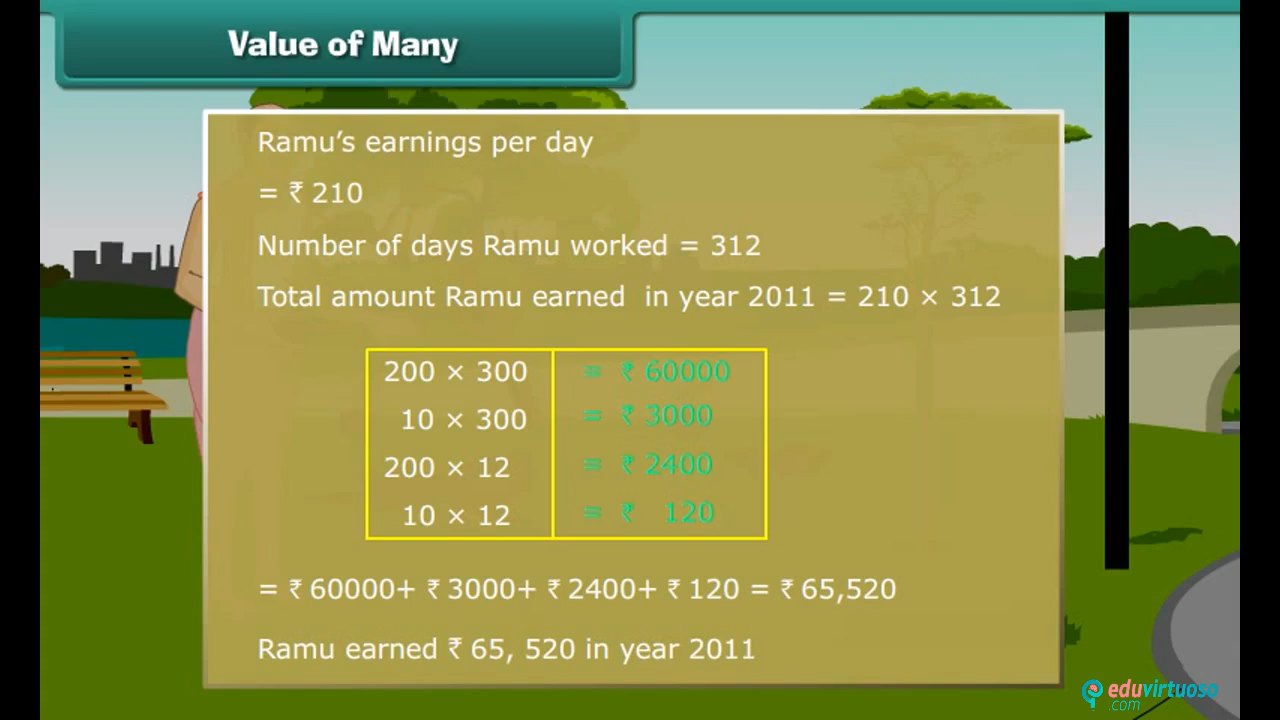 Value of Many
Ramu's earnings per day
= ₹ 210
Number of days Ramu worked = 312
Total amount Ramu earned in year 2011 = 210 × 312
200 × 300 = ₹ 60000
10 × 300 = ₹ 3000
200 × 12 = ₹ 2400
10 × 12 = ₹ 120
= ₹ 60000+ ₹ 3000+ ₹ 2400+ ₹ 120 = ₹ 65,520
Ramu earned ₹ 65, 520 in year 2011
eduvirtuoso
.com